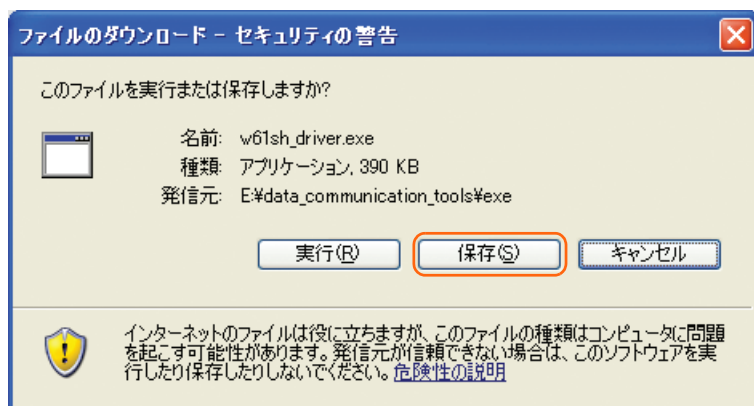 ファイルのダウンロード - セキュリティの警告
このファイルを実行または保存しますか?
名前: w61sh_driver.exe
種類: アプリケーション, 390 KB
発信元: E:¥data_communication_tools¥exe
実行(R) 保存(S) キャンセル
インターネットのファイルは役に立ちますが、このファイルの種類はコンピュータに問題
を起こす可能性があります。発信元が信頼できない場合は、このソフトウェアを実
行したり保存したりしないでください。危険性の説明